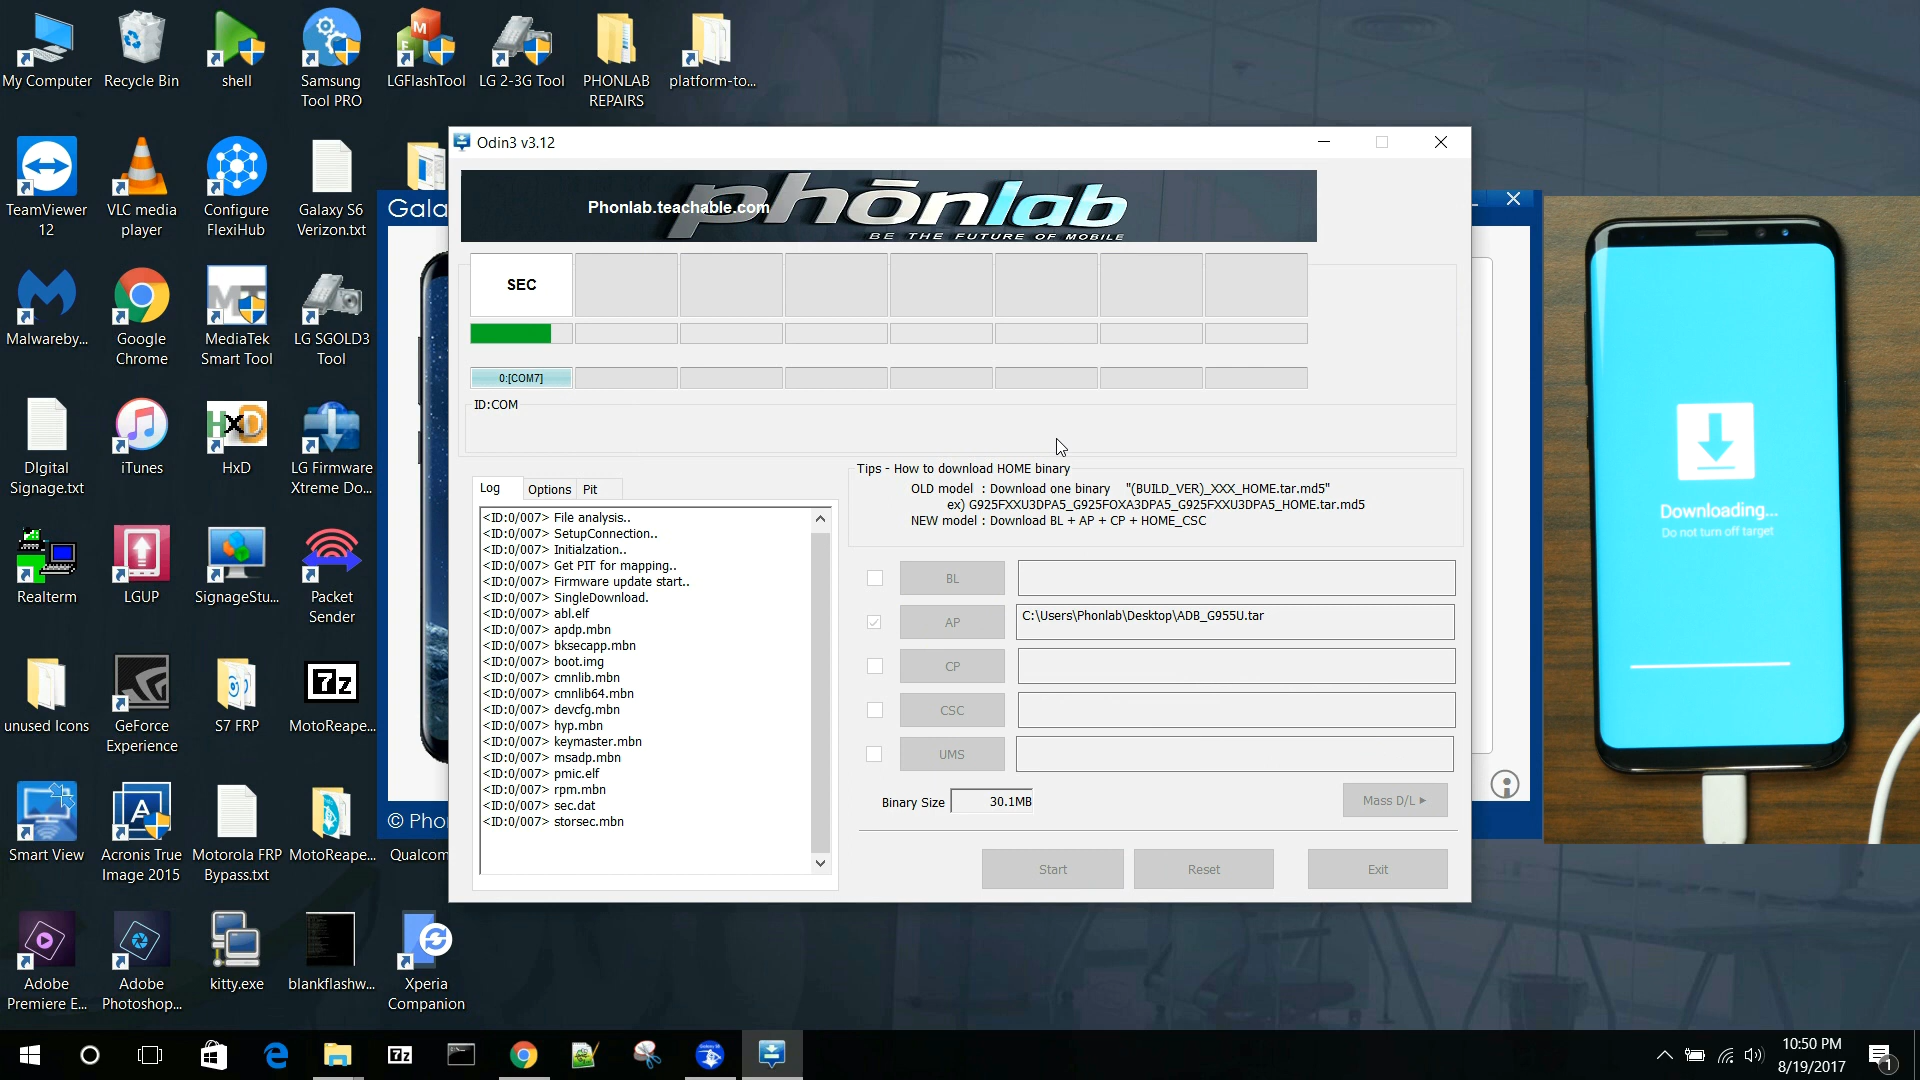 My Computer
Recycle Bin
shell
Samsung
Tool PRO
LGFlashTool
LG 2-3G Tool
PHONLAB
REPAIRS
platform-to...
TeamViewer
12
VLC media
player
Configure
FlexiHub
Galaxy S6
Verizon.txt
Malwareby...
Google
Chrome
MediaTek
Smart Tool
LG SGOLD3
Tool
DIgital
Signage.txt
iTunes
HxD
HxD
LG Firmware
Xtreme Do...
Realterm
LGUP
SignageStu...
Packet
Sender
unused Icons
GeForce
Experience
S7 FRP
7z
MotoReape...
Smart View
Acronis True
Image 2015
Motorola FRP
Bypass.txt
MotoReape...
Qualcom
Adobe
Premiere E...
Adobe
Photoshop...
kitty.exe
blankflashw...
Xperia
Companion
Gala
© Phon
Odin3 v3.12
Phonlab.teachable.com
phōnlab
BE THE FUTURE OF MOBILE
SEC
0:[COM7]
ID:COM
Log
Options
Pit
<ID:0/007> File analysis..
<ID:0/007> SetupConnection..
<ID:0/007> Initialzation..
<ID:0/007> Get PIT for mapping..
<ID:0/007> Firmware update start..
<ID:0/007> SingleDownload.
<ID:0/007> abl.elf
<ID:0/007> apdp.mbn
<ID:0/007> bksecapp.mbn
<ID:0/007> boot.img
<ID:0/007> cmnlib.mbn
<ID:0/007> cmnlib64.mbn
<ID:0/007> devcfg.mbn
<ID:0/007> hyp.mbn
<ID:0/007> keymaster.mbn
<ID:0/007> msadp.mbn
<ID:0/007> pmic.elf
<ID:0/007> rpm.mbn
<ID:0/007> sec.dat
<ID:0/007> storsec.mbn
Tips - How to download HOME binary
OLD model : Download one binary "(BUILD_VER)_XXX_HOME.tar.md5"
ex) G925FXXU3DPA5_G925FOXA3DPA5_G925FXXU3DPA5_HOME.tar.md5
NEW model : Download BL + AP + CP + HOME_CSC
BL
AP
C:\Users\Phonlab\Desktop\ADB_G955U.tar
CP
CSC
UMS
Binary Size
30.1MB
Mass D/L
Start
Reset
Exit
Downloading...
Do not turn off target
7z
10:50 PM
8/19/2017
1